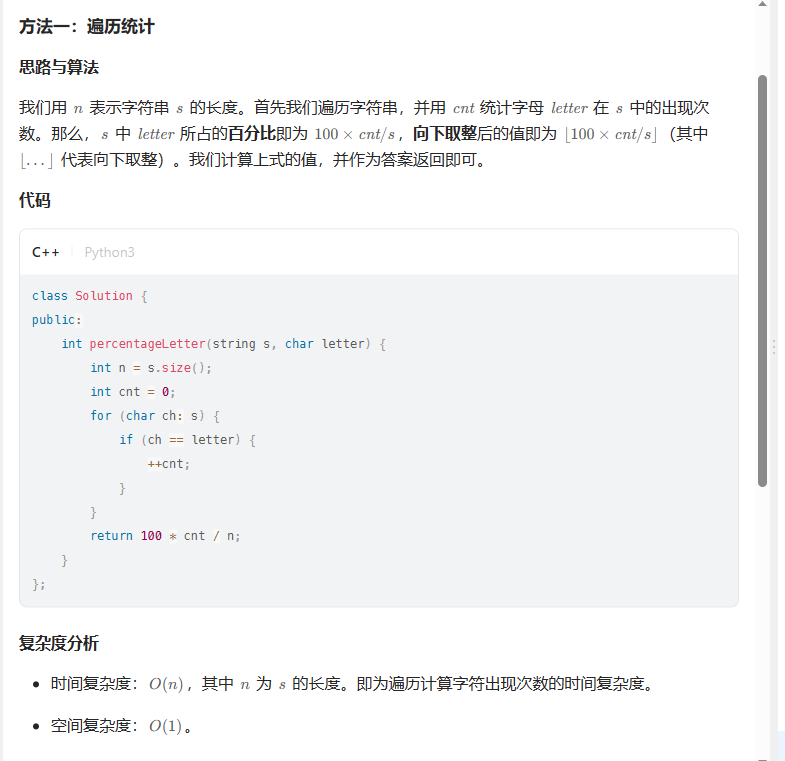 方法一：遍历统计
思路与算法
我们用 n 表示字符串 s 的长度。首先我们遍历字符串，并用 cnt 统计字母 letter 在 s 中的出现次
数。那么，s 中 letter 所占的百分比即为 100 × cnt/s，向下取整后的值即为 ⌊100 × cnt/s⌋（其中
⌊...⌋ 代表向下取整）。我们计算上式的值，并作为答案返回即可。
代码
C++ Python3
class Solution {
public:
    int percentageLetter(string s, char letter) {
        int n = s.size();
        int cnt = 0;
        for (char ch: s) {
            if (ch == letter) {
                ++cnt;
            }
        }
        return 100 * cnt / n;
    }
};
复杂度分析
• 时间复杂度：O(n)，其中 n 为 s 的长度。即为遍历计算字符出现次数的时间复杂度。
• 空间复杂度：O(1)。